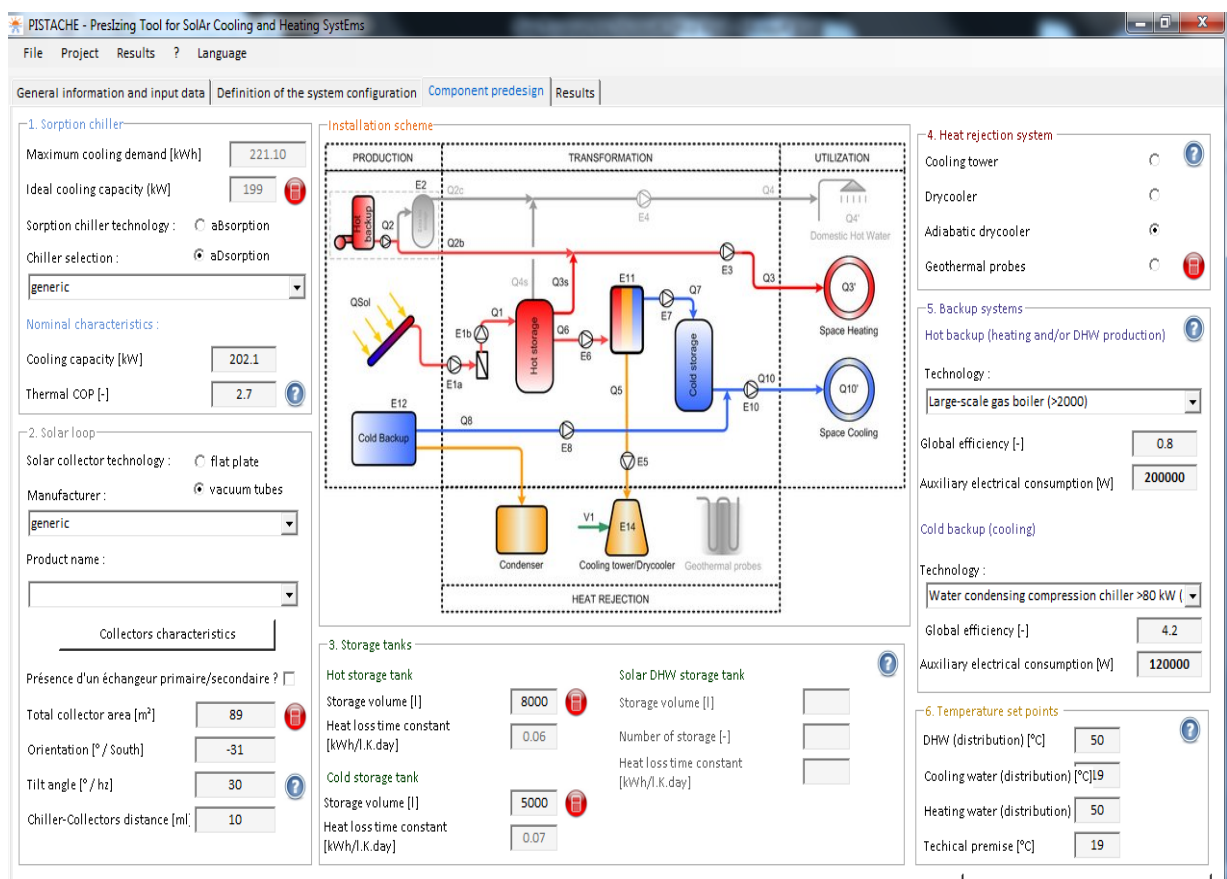 PISTACHE - PresIzing Tool for SolAr Cooling and Heating SystEms
File Project Results ? Language
General information and input data Definition of the system configuration Component predesign Results
1. Sorption chiller
Maximum cooling demand [kWh] 221.10
Ideal cooling capacity (kW] 199
Sorption chiller technology : aBsorption
Chiller selection : aDsorption
generic
Nominal characteristics :
Cooling capacity [kW] 202.1
Thermal COP [-] 2.7
2. Solar loop
Solar collector technology : flat plate
Manufacturer : vacuum tubes
generic
Product name :
Collectors characteristics
Présence d'un échangeur primaire/secondaire ?
Total collector area [m²] 89
Orientation [° / South] -31
Tilt angle [° / hz] 30
Chiller-Collectors distance [ml] 10
Installation scheme
PRODUCTION TRANSFORMATION UTILIZATION
Hot backup
E2
Q2
Q2c
Q2b
E4
Q4
Q4'
Domestic Hot Water
E3
Q3
Q3'
Space Heating
QSol
E1a
E1b
Q1
Q4s
Q3s
Hot storage
Q6
E6
E11
Q7
E7
Cold storage
Q5
Q10
E10
Q10'
Space Cooling
E12
Cold Backup
Q8
E8
E5
V1
E14
Condenser
Cooling tower/Drycooler
Geothermal probes
HEAT REJECTION
3. Storage tanks
Hot storage tank
Storage volume [l] 8000
Heat loss time constant
[kWh/l.K.day] 0.06
Cold storage tank
Storage volume [l] 5000
Heat loss time constant
[kWh/l.K.day] 0.07
Solar DHW storage tank
Storage volume [l]
Number of storage [-]
Heat loss time constant
[kWh/l.K.day]
4. Heat rejection system
Cooling tower
Drycooler
Adiabatic drycooler
Geothermal probes
5. Backup systems
Hot backup (heating and/or DHW production)
Technology :
Large-scale gas boiler (>2000)
Global efficiency [-] 0.8
Auxiliary electrical consumption [W] 200000
Cold backup (cooling)
Technology :
Water condensing compression chiller >80 kW (
Global efficiency [-] 4.2
Auxiliary electrical consumption [W] 120000
6. Temperature set points
DHW (distribution) [°C] 50
Cooling water (distribution) [°C] 19
Heating water (distribution) 50
Techical premise [°C] 19